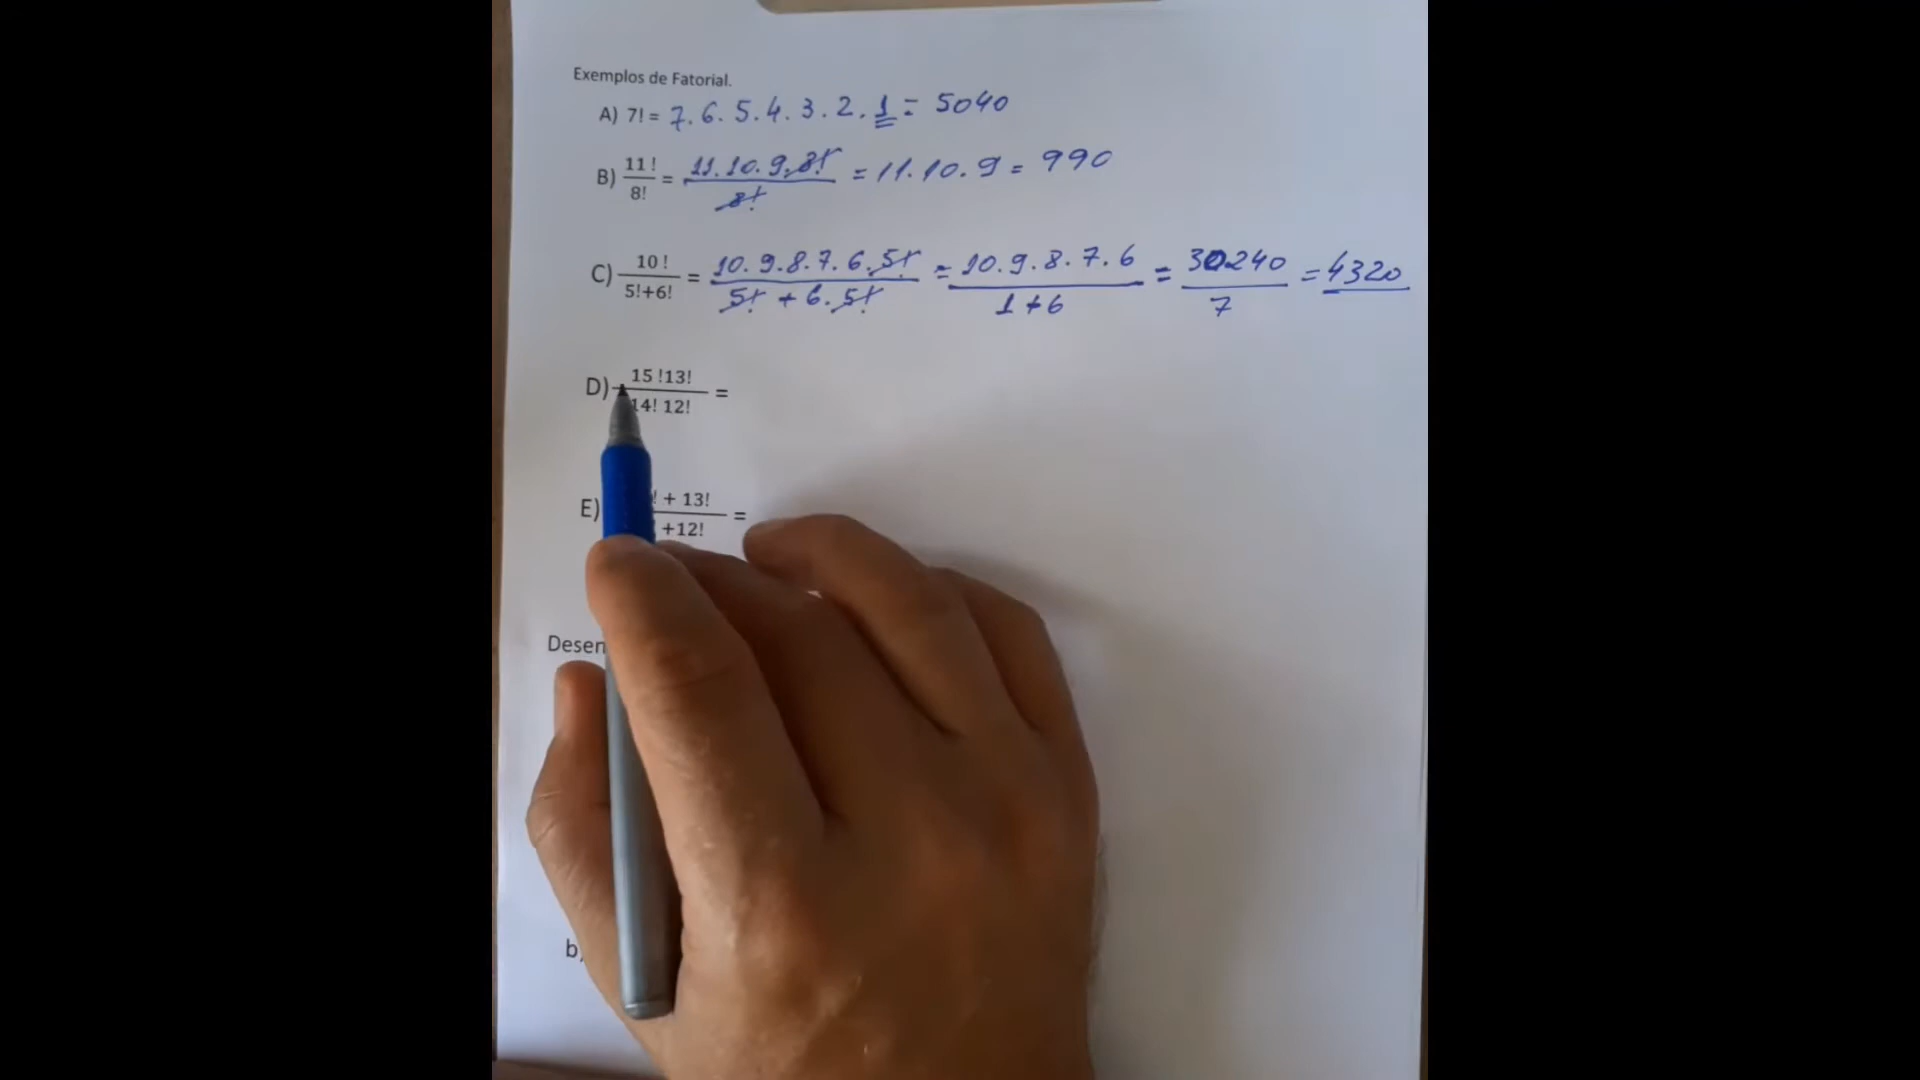 Exemplos de Fatorial.
A) 7! = 7. 6. 5. 4. 3. 2. 1 = 5040
B) 11! / 8! = 11. 10. 9. 8! / 8! = 11. 10. 9 = 990
C) 10! / 5!+6! = 10. 9. 8. 7. 6. 5! / 5! + 6. 5! = 10. 9. 8. 7. 6 / 1+6 = 30240 / 7 = 4320
D) 15 !13! / 14! 12! =
E) ! + 13! / +12! =
b)